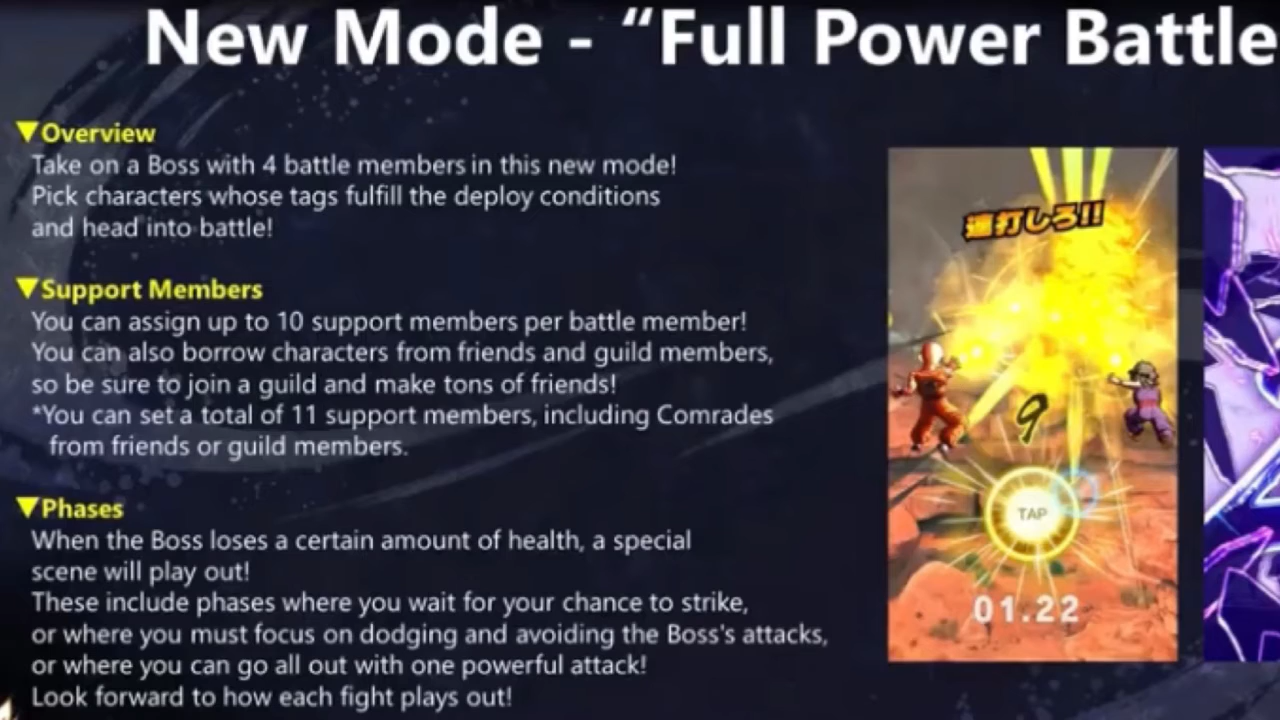 New Mode - “Full Power Battle
▼Overview
Take on a Boss with 4 battle members in this new mode!
Pick characters whose tags fulfill the deploy conditions
and head into battle!
▼Support Members
You can assign up to 10 support members per battle member!
You can also borrow characters from friends and guild members,
so be sure to join a guild and make tons of friends!
*You can set a total of 11 support members, including Comrades
from friends or guild members.
▼Phases
When the Boss loses a certain amount of health, a special
scene will play out!
These include phases where you wait for your chance to strike,
or where you must focus on dodging and avoiding the Boss's attacks,
or where you can go all out with one powerful attack!
Look forward to how each fight plays out!
連打しろ!!
9
TAP
01.22